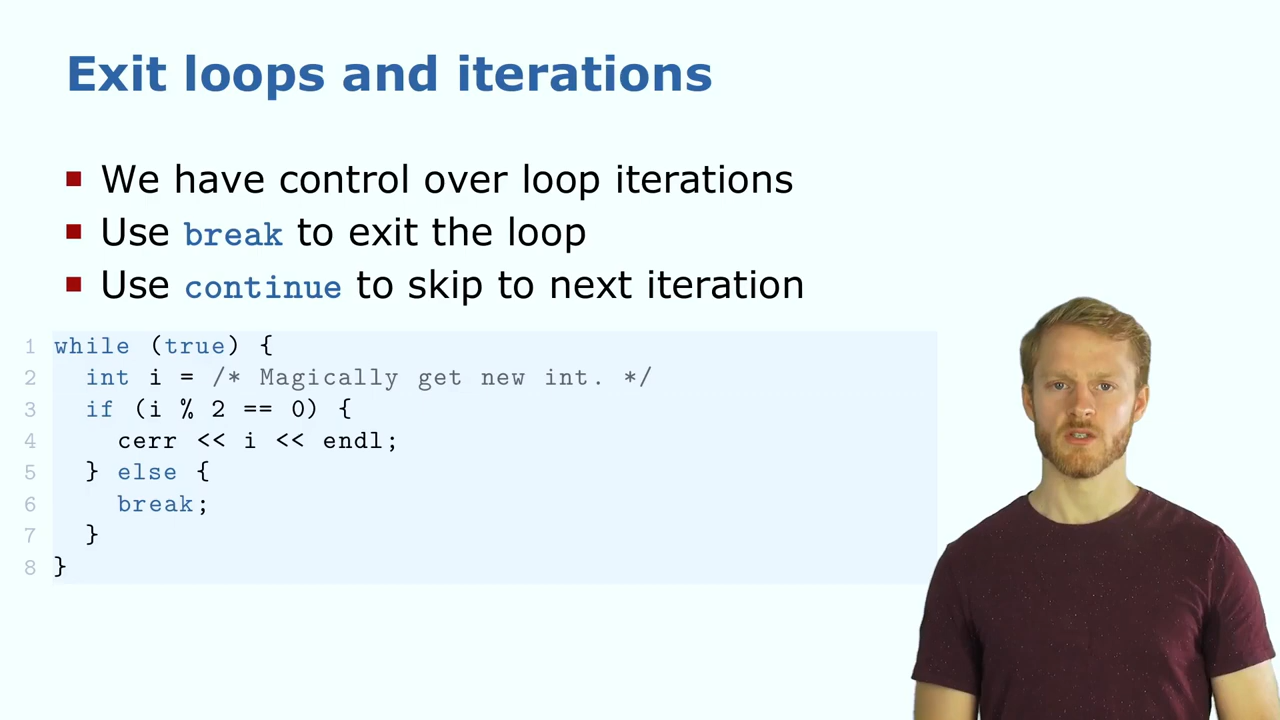 Exit loops and iterations
We have control over loop iterations
Use break to exit the loop
Use continue to skip to next iteration
1 while (true) {
2   int i = /* Magically get new int. */
3   if (i % 2 == 0) {
4     cerr << i << endl;
5   } else {
6     break;
7   }
8 }